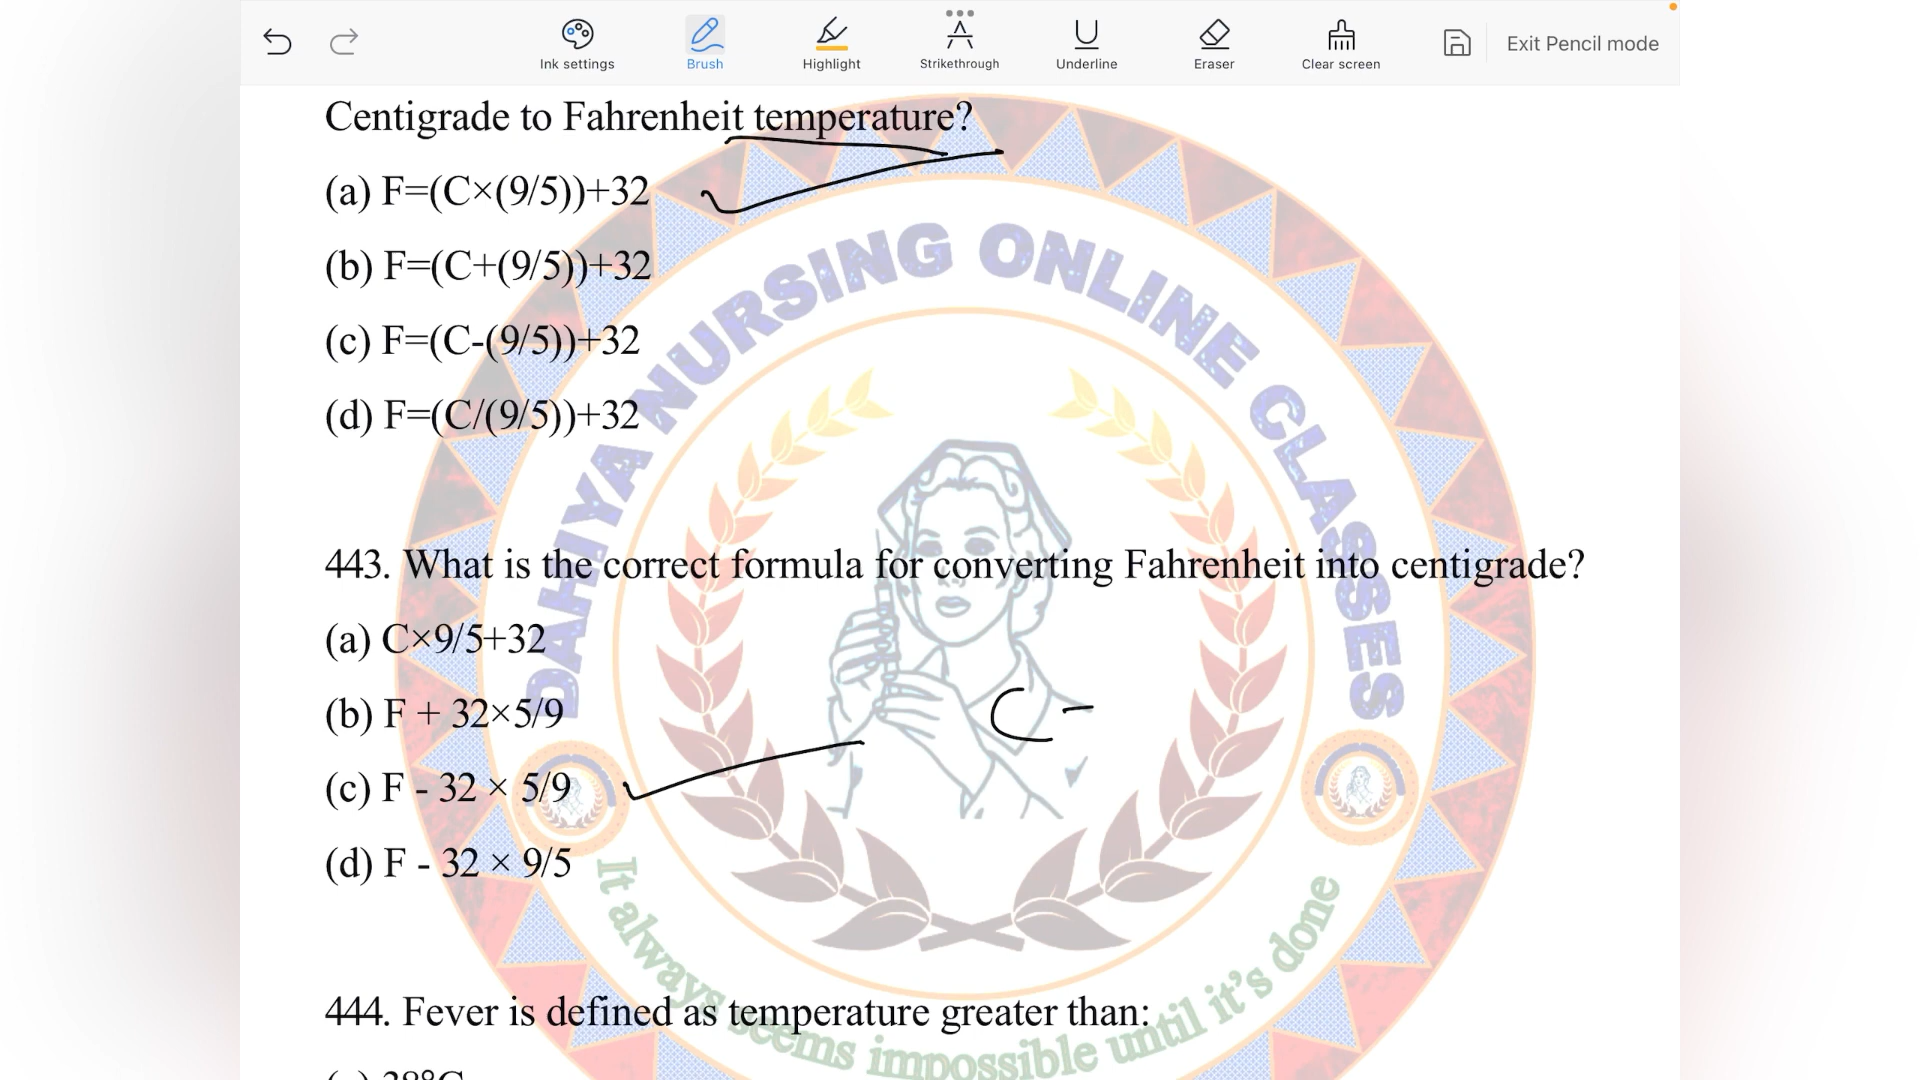 Ink settings
Brush
Highlight
Strikethrough
Underline
Eraser
Clear screen
Exit Pencil mode
Centigrade to Fahrenheit temperature?
(a) F=(C×(9/5))+32
(b) F=(C+(9/5))+32
(c) F=(C-(9/5))+32
(d) F=(C/(9/5))+32
DAHIYA NURSING ONLINE CLASSES
443. What is the correct formula for converting Fahrenheit into centigrade?
(a) C×9/5+32
(b) F + 32×5/9
C -
(c) F - 32 × 5/9
(d) F - 32 × 9/5
It always seems impossible until it's done
444. Fever is defined as temperature greater than: